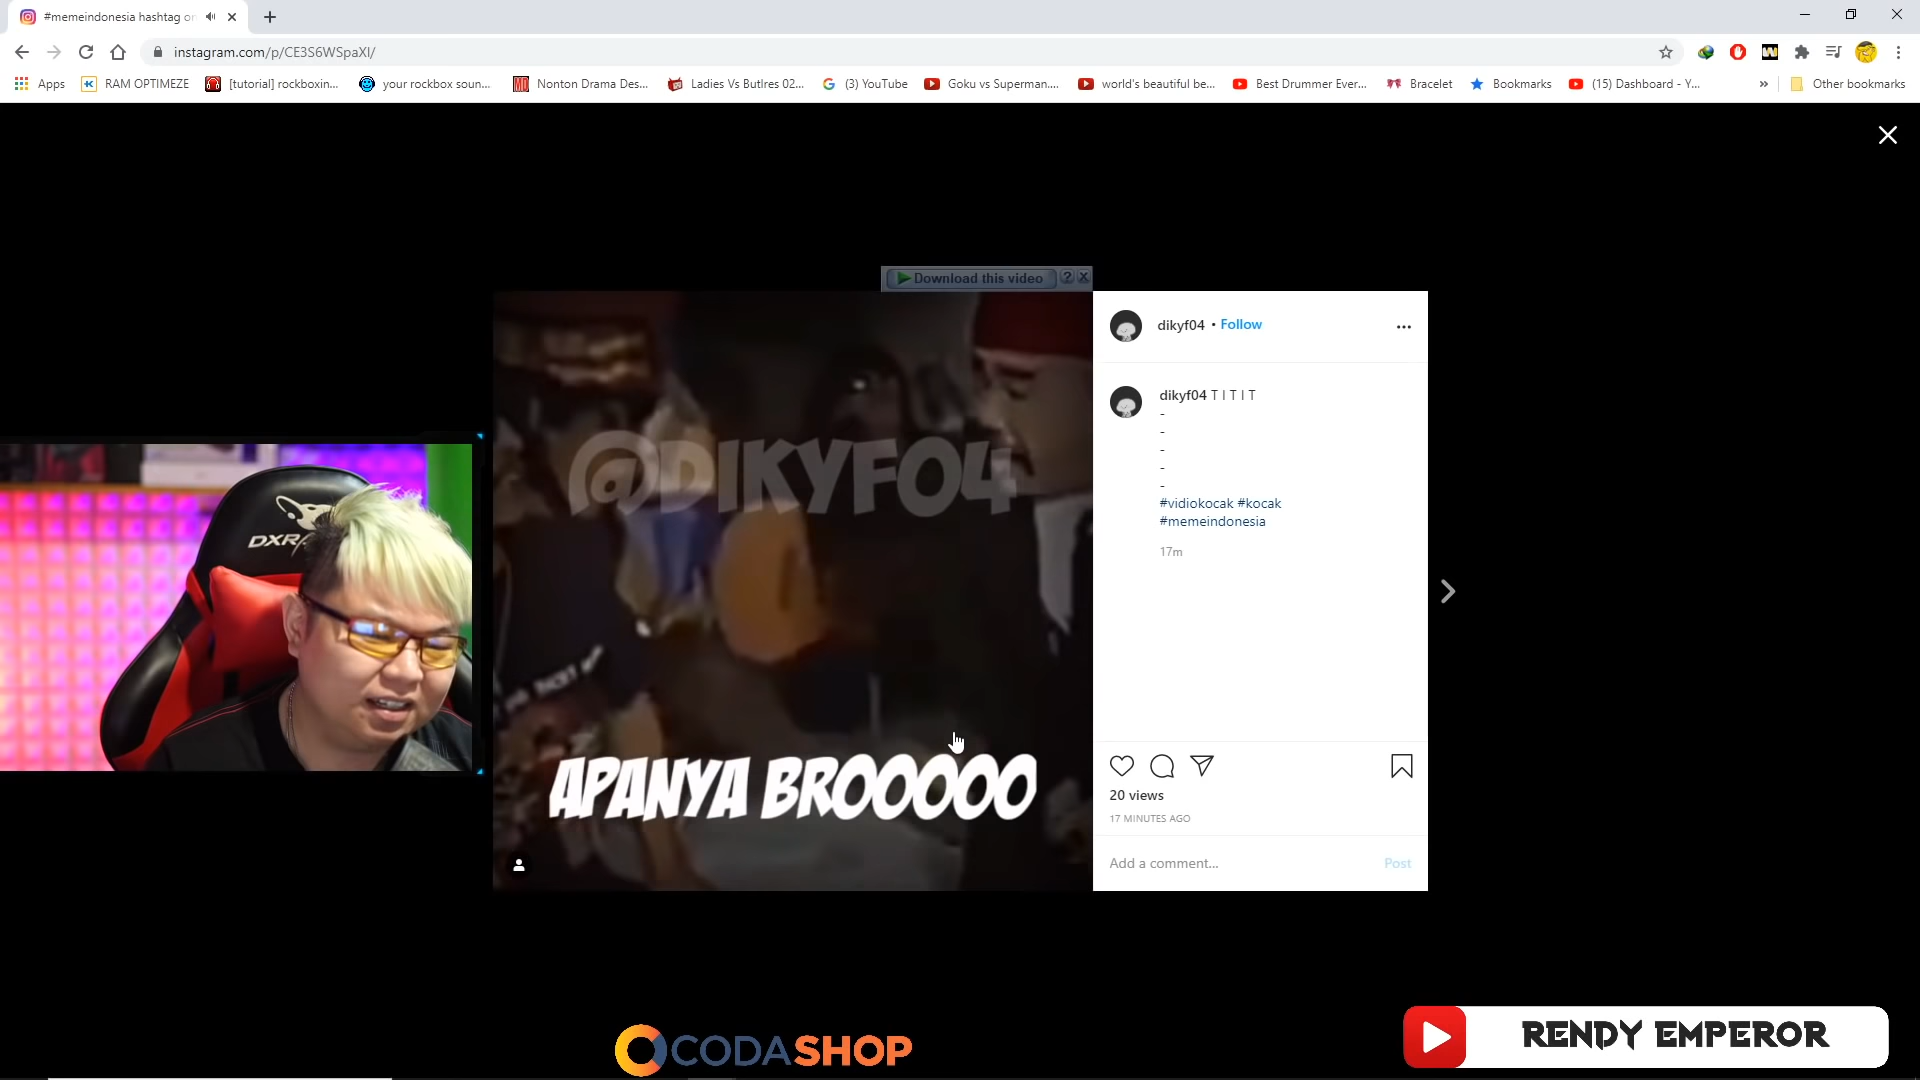 #memeindonesia hashtag on
instagram.com/p/CE3S6WSpaXI/
Apps
RAM OPTIMEZE
[tutorial] rockboxin...
your rockbox soun...
Nonton Drama Des...
Ladies Vs Butlres 02...
(3) YouTube
Goku vs Superman....
world's beautiful be...
Best Drummer Ever...
Bracelet
Bookmarks
(15) Dashboard - Y...
Other bookmarks
Download this video
@DIKYF04
APANYA BROOOOO
DXR
dikyf04 • Follow
dikyf04 T I T I T
-
-
-
-
-
#vidiokocak #kocak
#memeindonesia
17m
20 views
17 MINUTES AGO
Add a comment...
Post
CODASHOP
RENDY EMPEROR